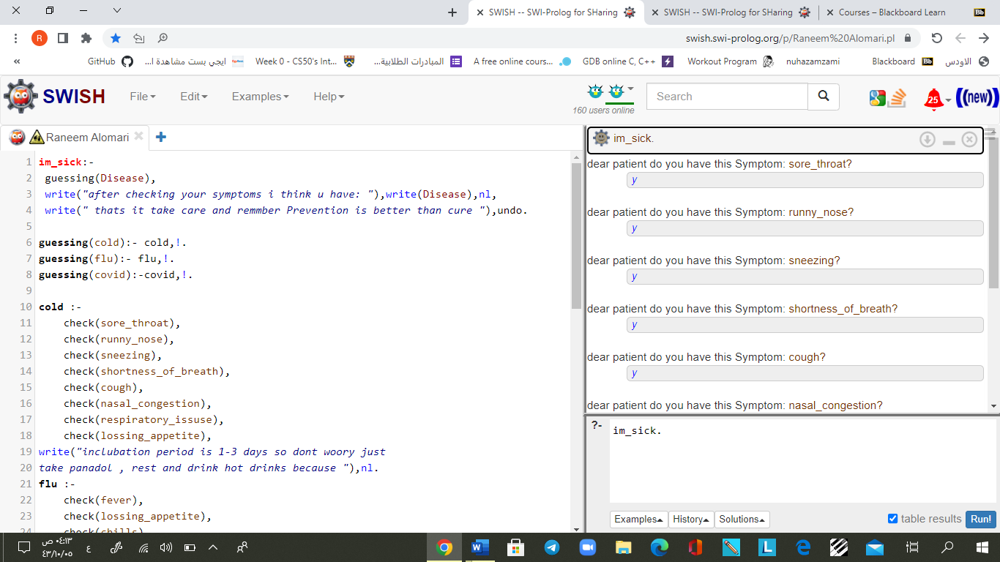 SWISH -- SWI-Prolog for SHaring
SWISH -- SWI-Prolog for SHaring
Courses – Blackboard Learn
Bb
R
swish.swi-prolog.org/p/Raneem%20Alomari.pl
GitHub
ايجي بست مشاهدة ا...
Week 0 - CS50's Int...
المبادرات الطلابية...
A free online cours...
GDB online C, C++
Workout Program
nuhazamzami
Blackboard
Bb
الاودس
SWISH
File
Edit
Examples
Help
160 users online
Search
25
((new))
Raneem Alomari
1 im_sick:-
2 guessing(Disease),
3 write("after checking your symptoms i think u have: "),write(Disease),nl,
4 write(" thats it take care and remmber Prevention is better than cure "),undo.
5
6 guessing(cold):- cold,!.
7 guessing(flu):- flu,!.
8 guessing(covid):-covid,!.
9
10 cold :-
11 check(sore_throat),
12 check(runny_nose),
13 check(sneezing),
14 check(shortness_of_breath),
15 check(cough),
16 check(nasal_congestion),
17 check(respiratory_issuse),
18 check(lossing_appetite),
19 write("inclubation period is 1-3 days so dont woory just
20 take panadol , rest and drink hot drinks because "),nl.
21 flu :-
22 check(fever),
23 check(lossing_appetite),
24 check(chills)
im_sick.
dear patient do you have this Symptom: sore_throat?
y
dear patient do you have this Symptom: runny_nose?
y
dear patient do you have this Symptom: sneezing?
y
dear patient do you have this Symptom: shortness_of_breath?
y
dear patient do you have this Symptom: cough?
y
dear patient do you have this Symptom: nasal_congestion?
?-
im_sick.
Examples
History
Solutions
table results
Run!
٠٤:١٣ ص
٤٣/١٠/٠٥
ع